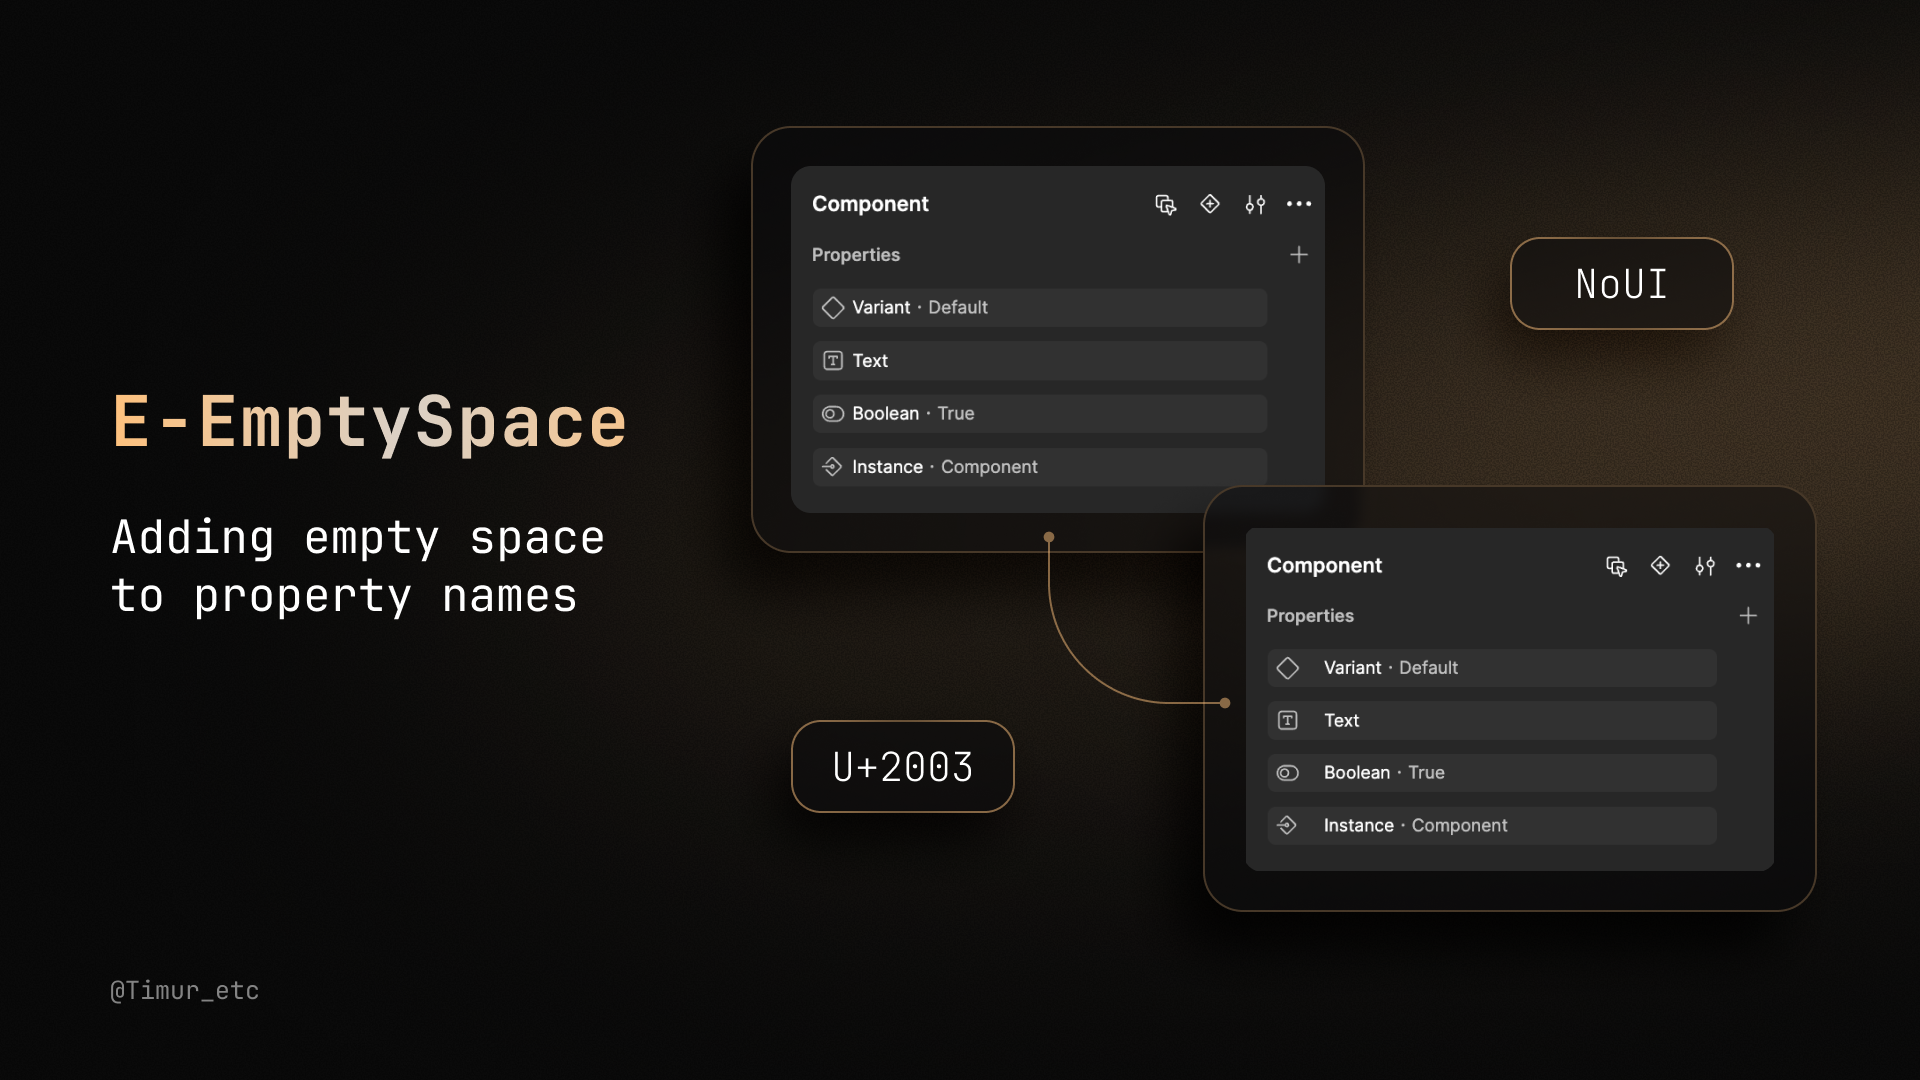 E-EmptySpace
Adding empty space
to property names
@Timur_etc
Component
Properties
Variant · Default
Text
Boolean · True
Instance · Component
NoUI
U+2003
Component
Properties
Variant · Default
Text
Boolean · True
Instance · Component